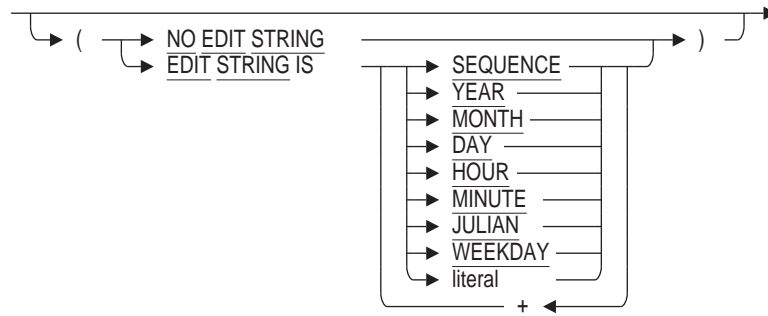 ( NO EDIT STRING )
EDIT STRING IS SEQUENCE
YEAR
MONTH
DAY
HOUR
MINUTE
JULIAN
WEEKDAY
literal
+